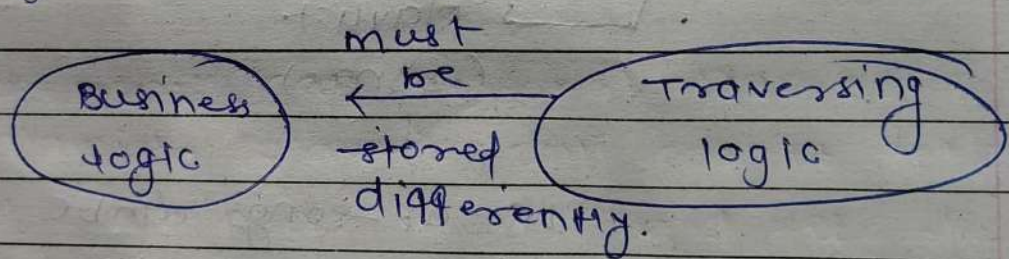 must
Business be Traversing
logic stored logic
differently.